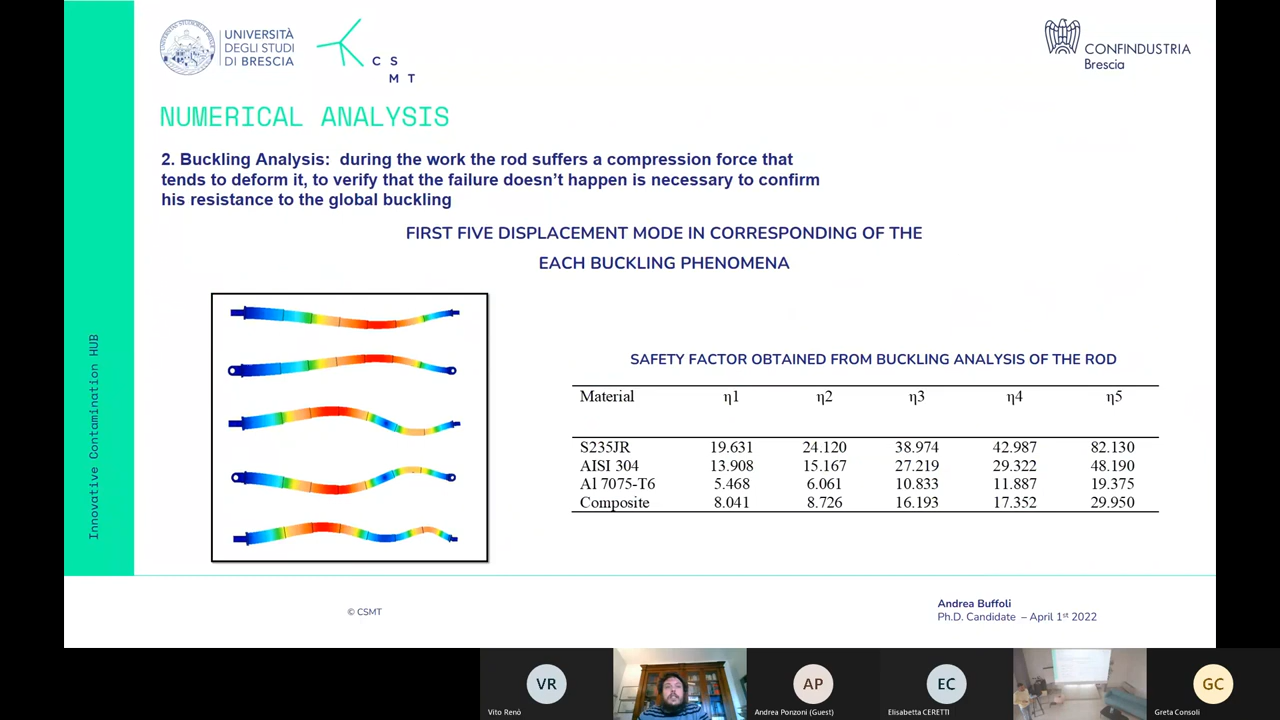 UNIVERSITÀ
DEGLI STUDI
DI BRESCIA
C S
M T
CONFINDUSTRIA
Brescia
NUMERICAL ANALYSIS
2. Buckling Analysis: during the work the rod suffers a compression force that
tends to deform it, to verify that the failure doesn't happen is necessary to confirm
his resistance to the global buckling
FIRST FIVE DISPLACEMENT MODE IN CORRESPONDING OF THE
EACH BUCKLING PHENOMENA
Innovative Contamination HUB
SAFETY FACTOR OBTAINED FROM BUCKLING ANALYSIS OF THE ROD
Material η1 η2 η3 η4 η5
S235JR 19.631 24.120 38.974 42.987 82.130
AISI 304 13.908 15.167 27.219 29.322 48.190
Al 7075-T6 5.468 6.061 10.833 11.887 19.375
Composite 8.041 8.726 16.193 17.352 29.950
© CSMT
Andrea Buffoli
Ph.D. Candidate – April 1st 2022
VR
Vito Renò
AP
Andrea Ponzoni (Guest)
EC
Elisabetta CERETTI
GC
Greta Consoli